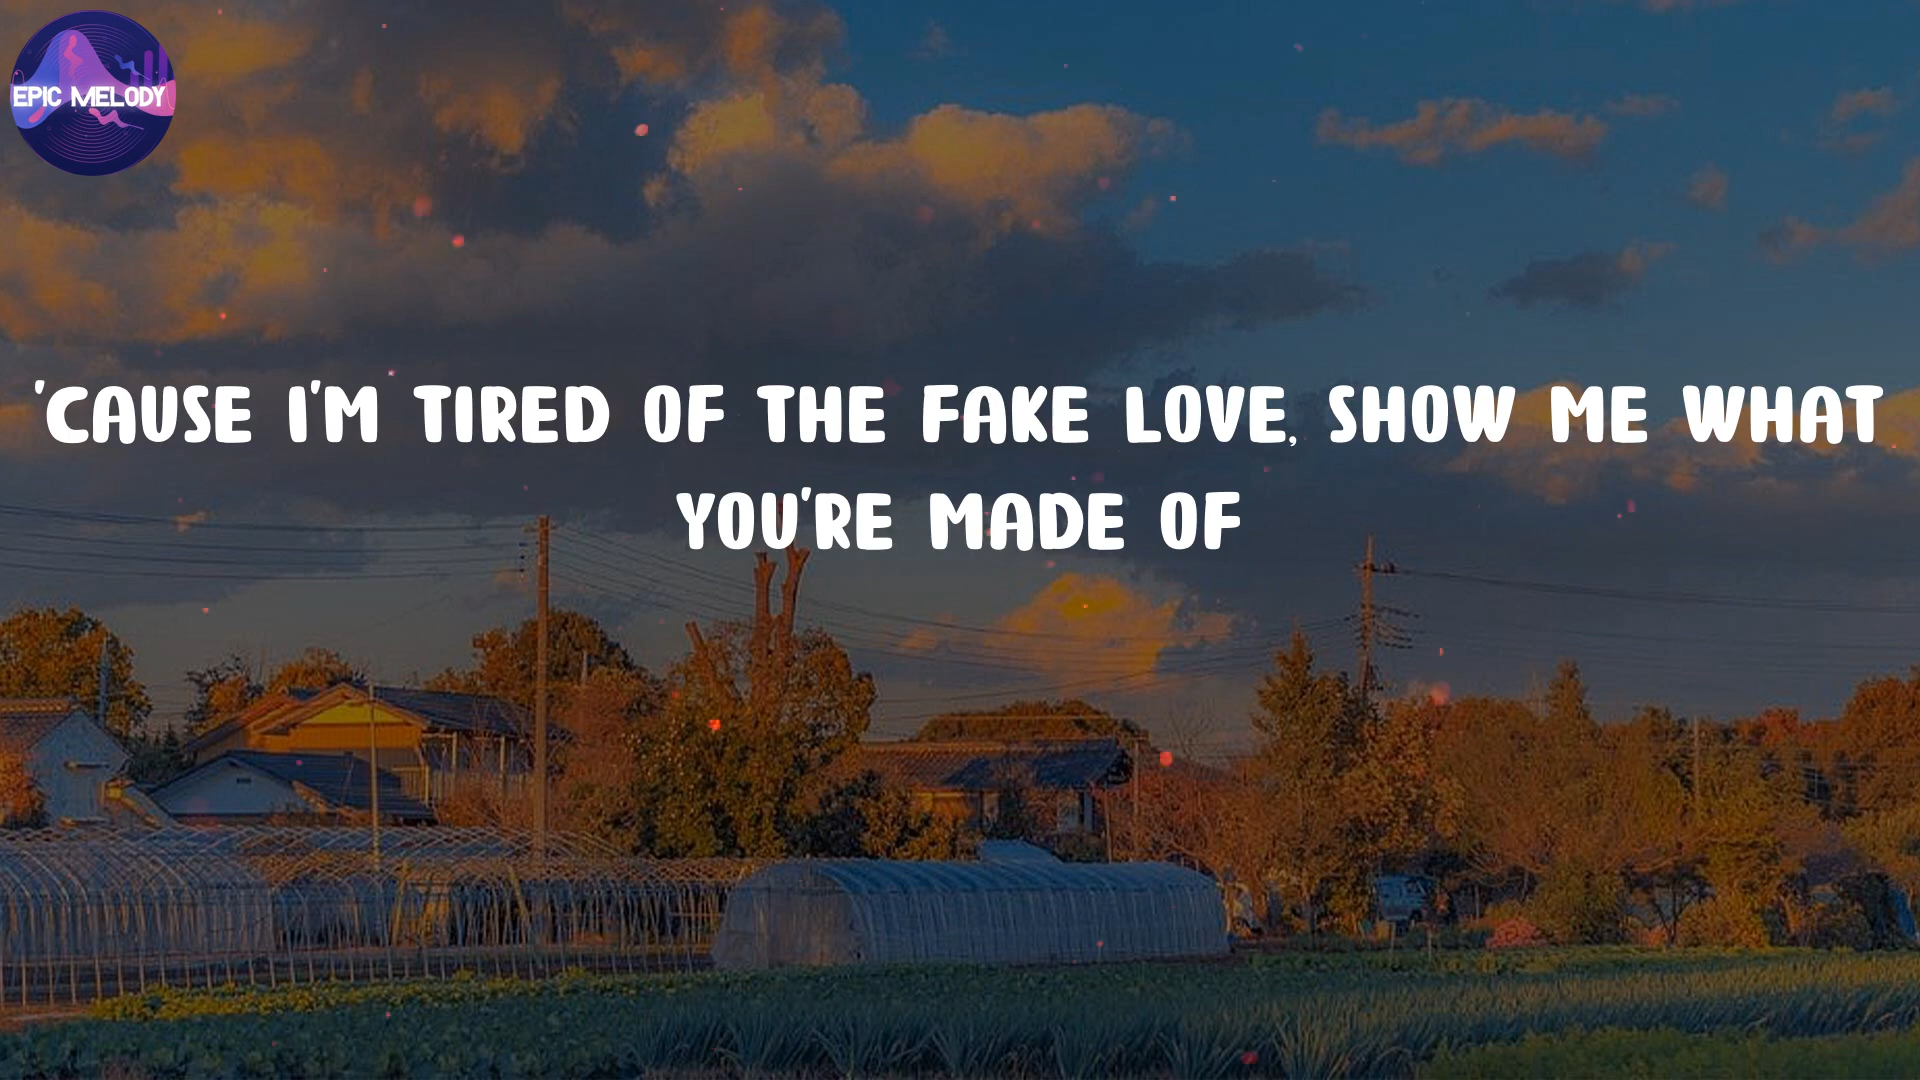 EPIC MELODY
'CAUSE I'M TIRED OF THE FAKE LOVE, SHOW ME WHAT
YOU'RE MADE OF